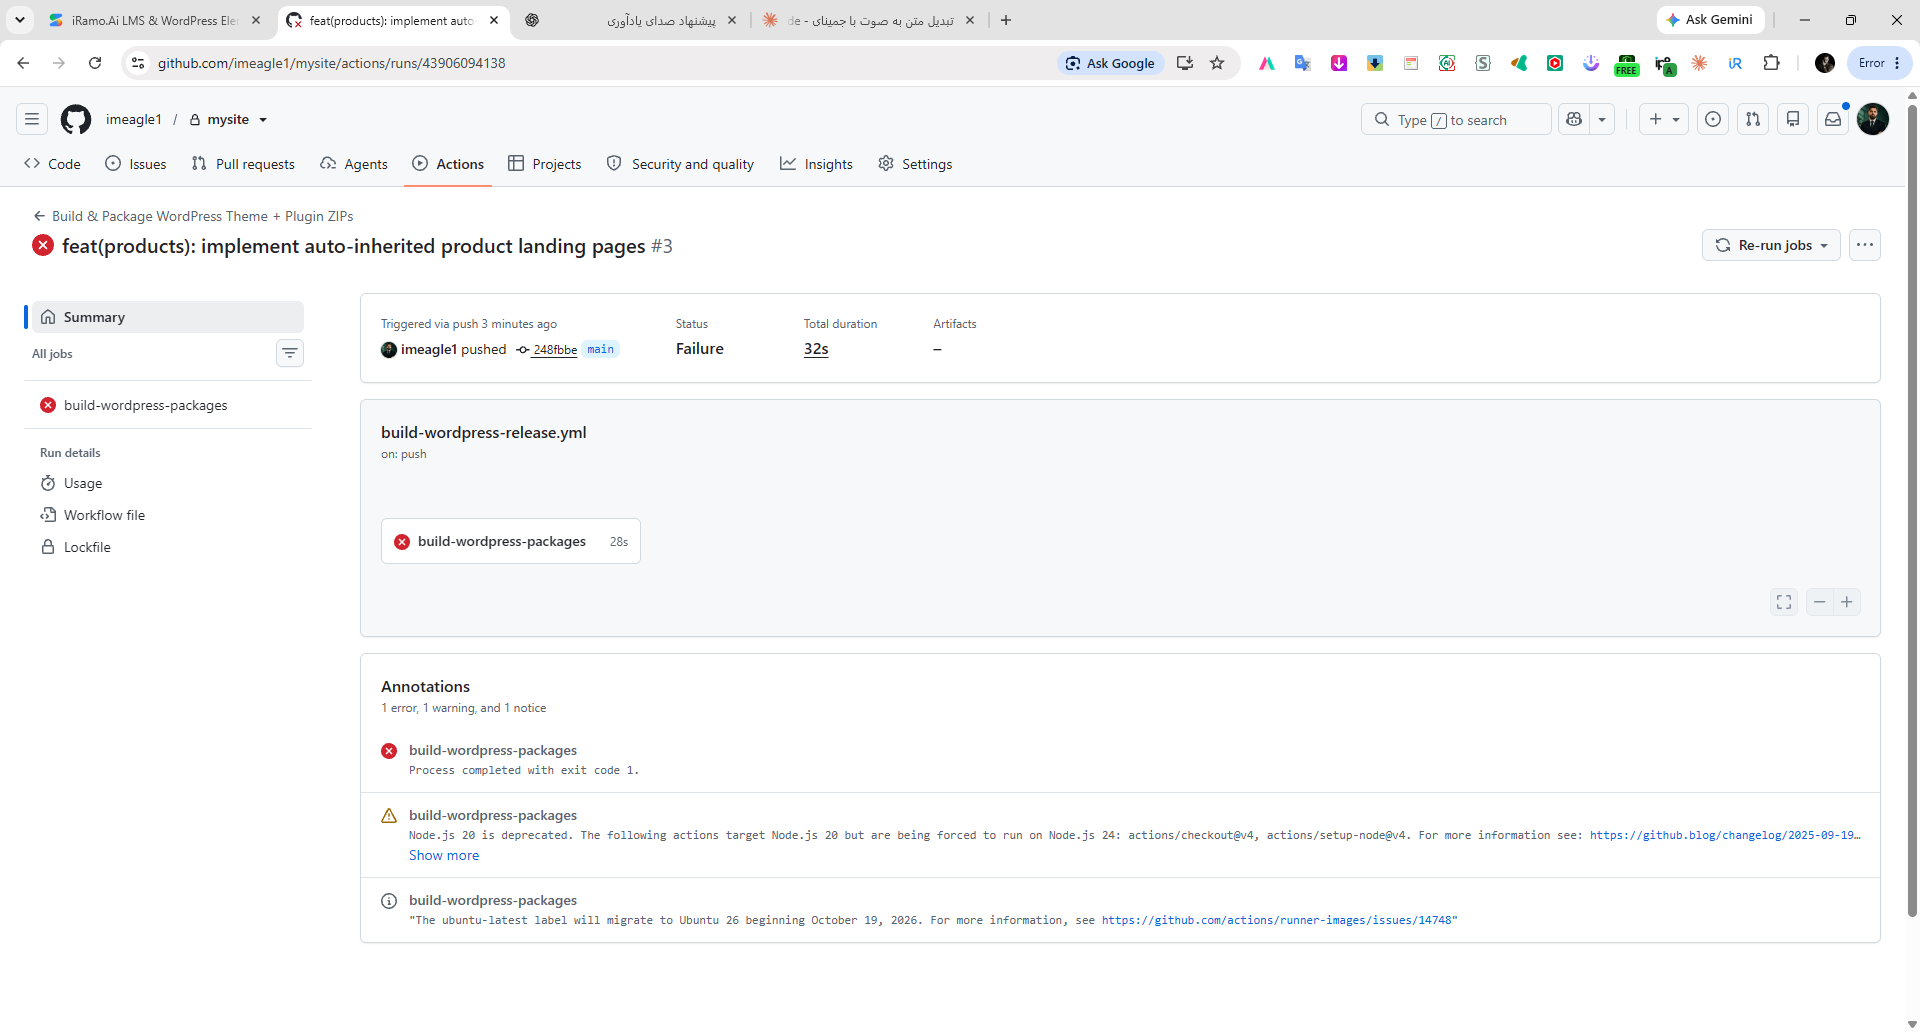 iRamo.Ai LMS & WordPress Ele
feat(products): implement auto-
پیشنهاد صدای یادآوری
تبدیل متن به صوت با جمینای - de
Ask Gemini
github.com/imeagle1/mysite/actions/runs/43906094138
Ask Google
FREE
A
iR
Error
imeagle1 / mysite
Type / to search
Code
Issues
Pull requests
Agents
Actions
Projects
Security and quality
Insights
Settings
Build & Package WordPress Theme + Plugin ZIPs
feat(products): implement auto-inherited product landing pages #3
Re-run jobs
Summary
All jobs
build-wordpress-packages
Run details
Usage
Workflow file
Lockfile
Triggered via push 3 minutes ago
imeagle1 pushed 248fbbe main
Status
Failure
Total duration
32s
Artifacts
–
build-wordpress-release.yml
on: push
build-wordpress-packages 28s
Annotations
1 error, 1 warning, and 1 notice
build-wordpress-packages
Process completed with exit code 1.
build-wordpress-packages
Node.js 20 is deprecated. The following actions target Node.js 20 but are being forced to run on Node.js 24: actions/checkout@v4, actions/setup-node@v4. For more information see: https://github.blog/changelog/2025-09-19…
Show more
build-wordpress-packages
"The ubuntu-latest label will migrate to Ubuntu 26 beginning October 19, 2026. For more information, see https://github.com/actions/runner-images/issues/14748"